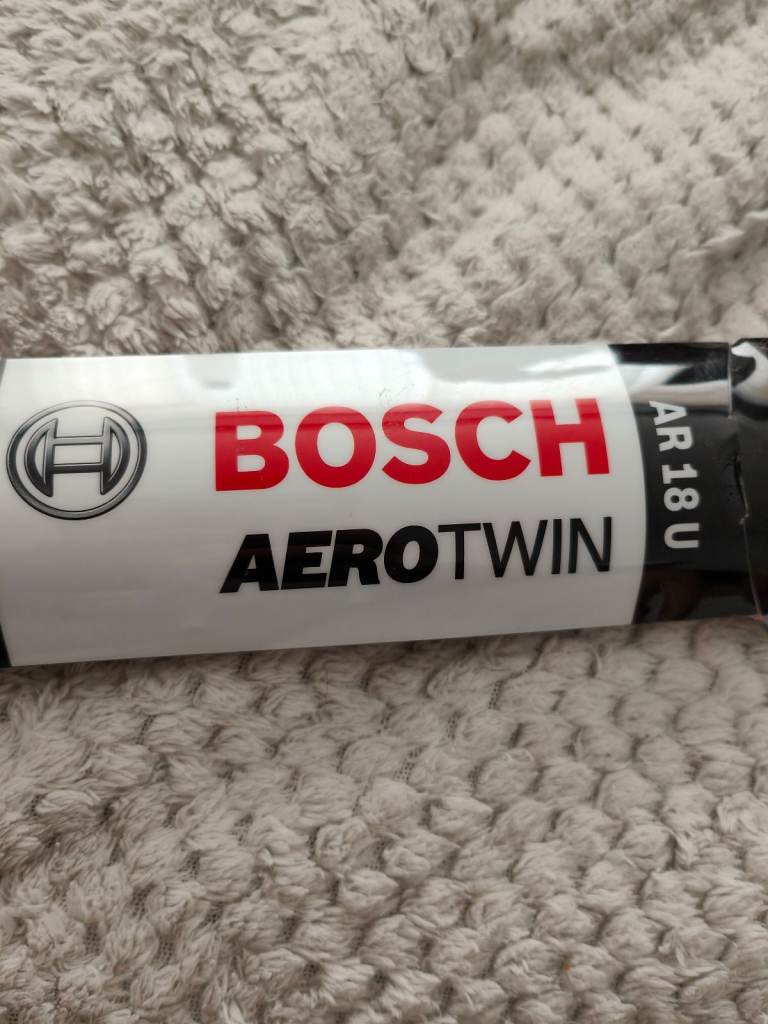 BOSCH
AEROTWIN
AR 18 U